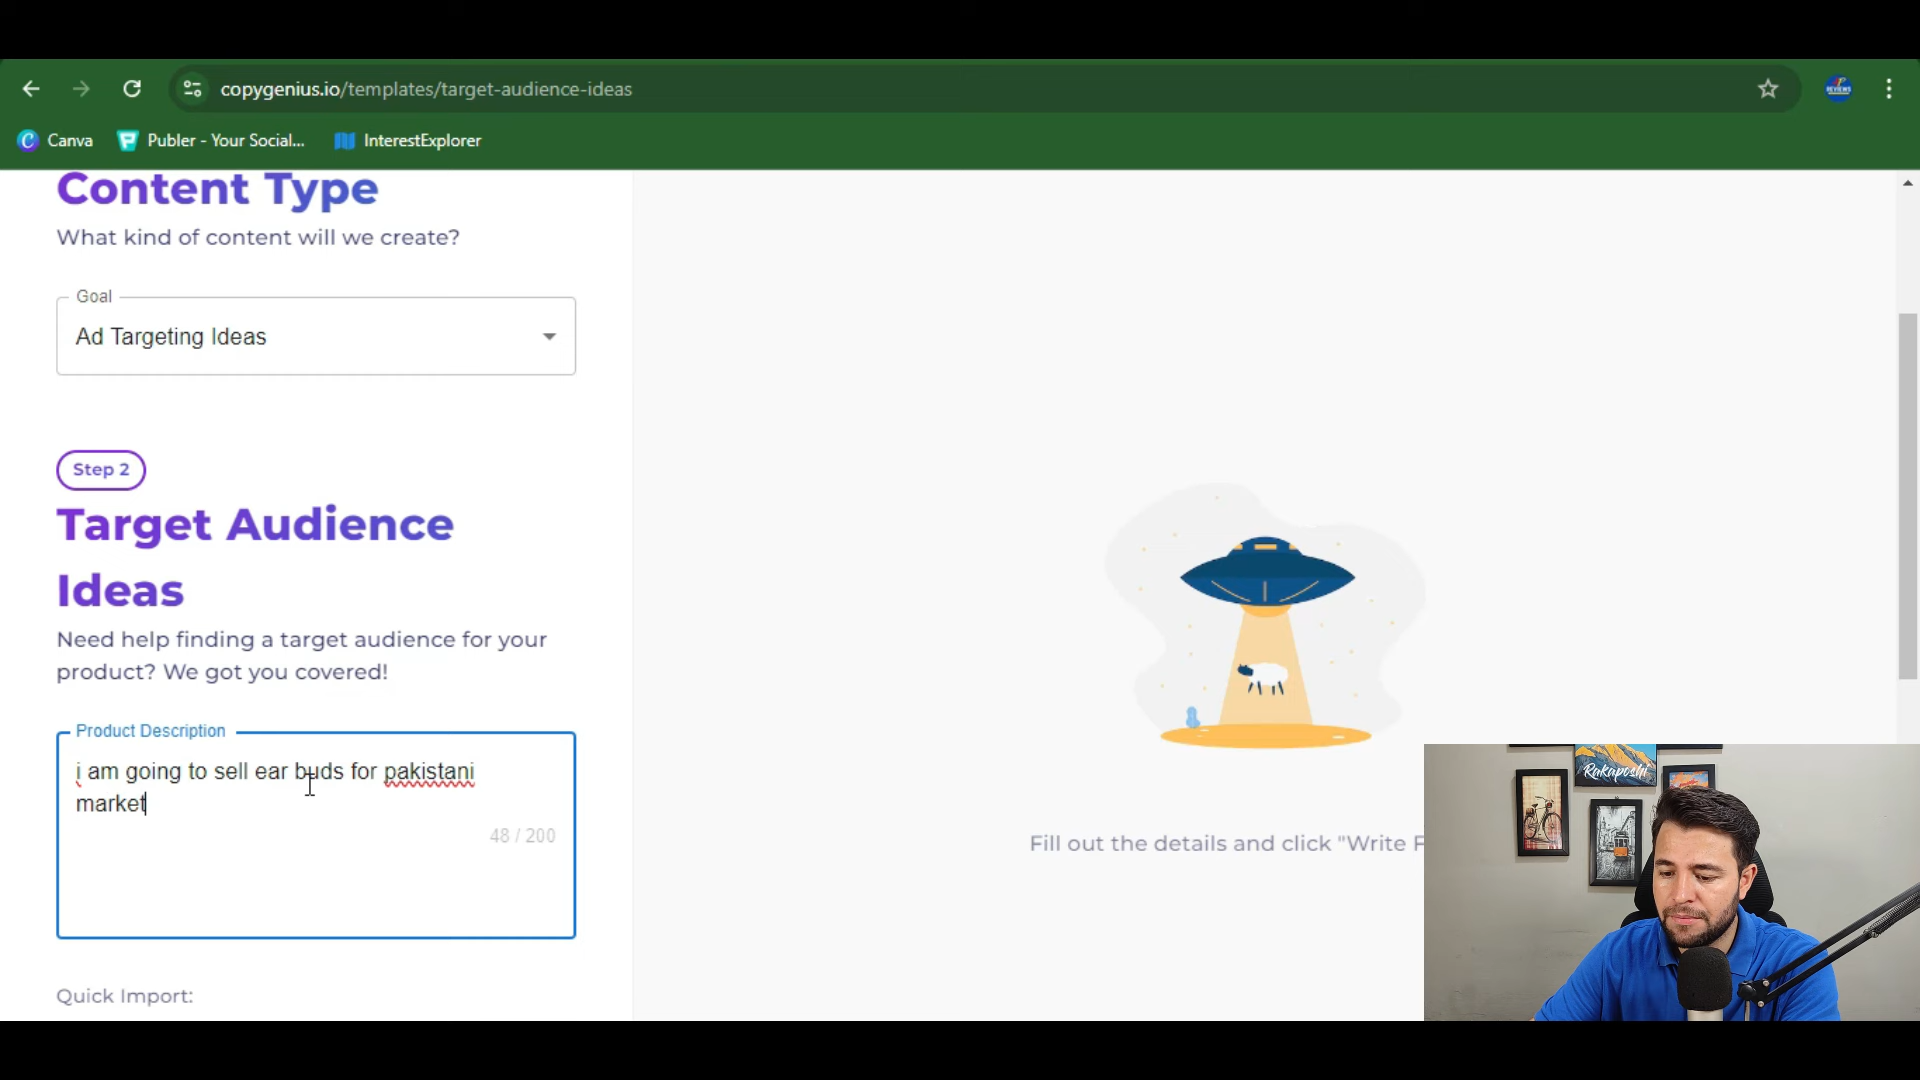 copygenius.io/templates/target-audience-ideas
REVIEWS
Canva
Publer - Your Social...
InterestExplorer
Content Type
What kind of content will we create?
Goal
Ad Targeting Ideas
Step 2
Target Audience
Ideas
Need help finding a target audience for your
product? We got you covered!
Product Description
i am going to sell ear buds for pakistani
market
48 / 200
Quick Import:
Fill out the details and click "Write F
Rakaposhi